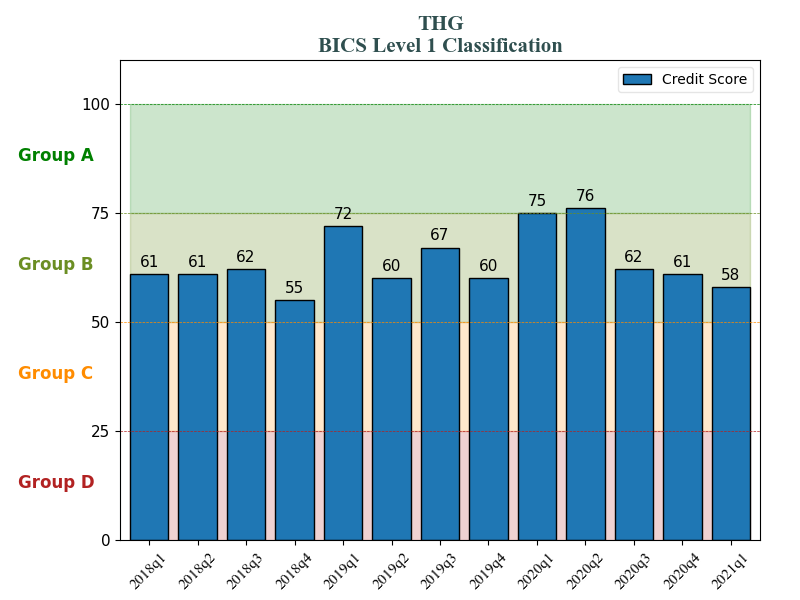 THG
BICS Level 1 Classification
Credit Score
100
Group A
75
Group B
50
Group C
25
Group D
0
61
61
62
55
72
60
67
60
75
76
62
61
58
2018q1
2018q2
2018q3
2018q4
2019q1
2019q2
2019q3
2019q4
2020q1
2020q2
2020q3
2020q4
2021q1